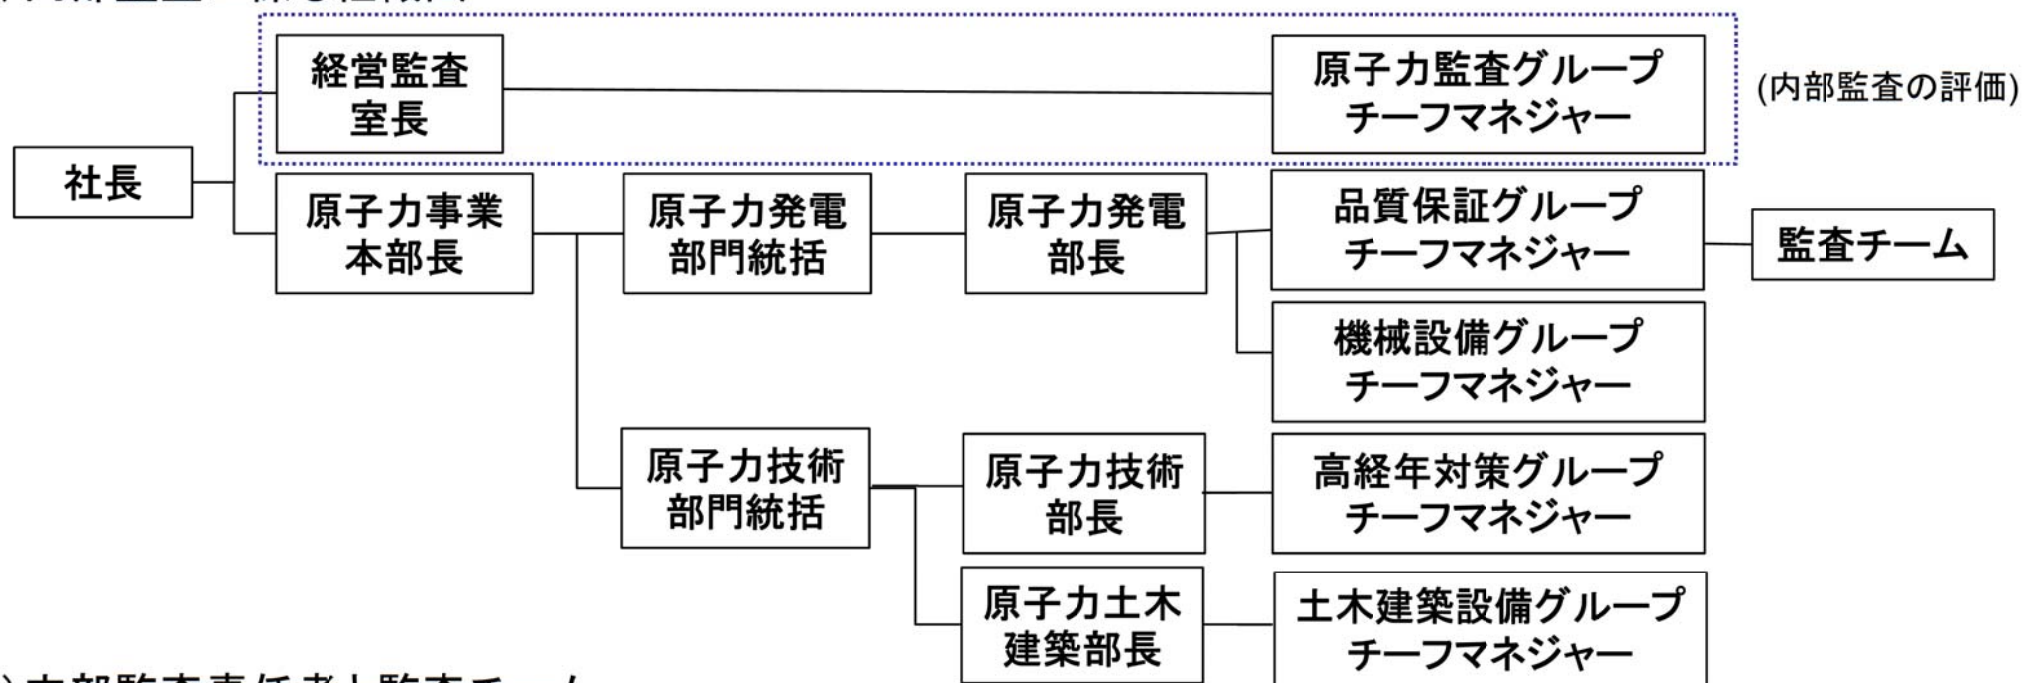 経営監査
室長
原子力監査グループ
チーフマネジャー
(内部監査の評価)
社長
原子力事業
本部長
原子力発電
部門統括
原子力発電
部長
品質保証グループ
チーフマネジャー
監査チーム
機械設備グループ
チーフマネジャー
原子力技術
部門統括
原子力技術
部長
高経年対策グループ
チーフマネジャー
原子力土木
建築部長
土木建築設備グループ
チーフマネジャー